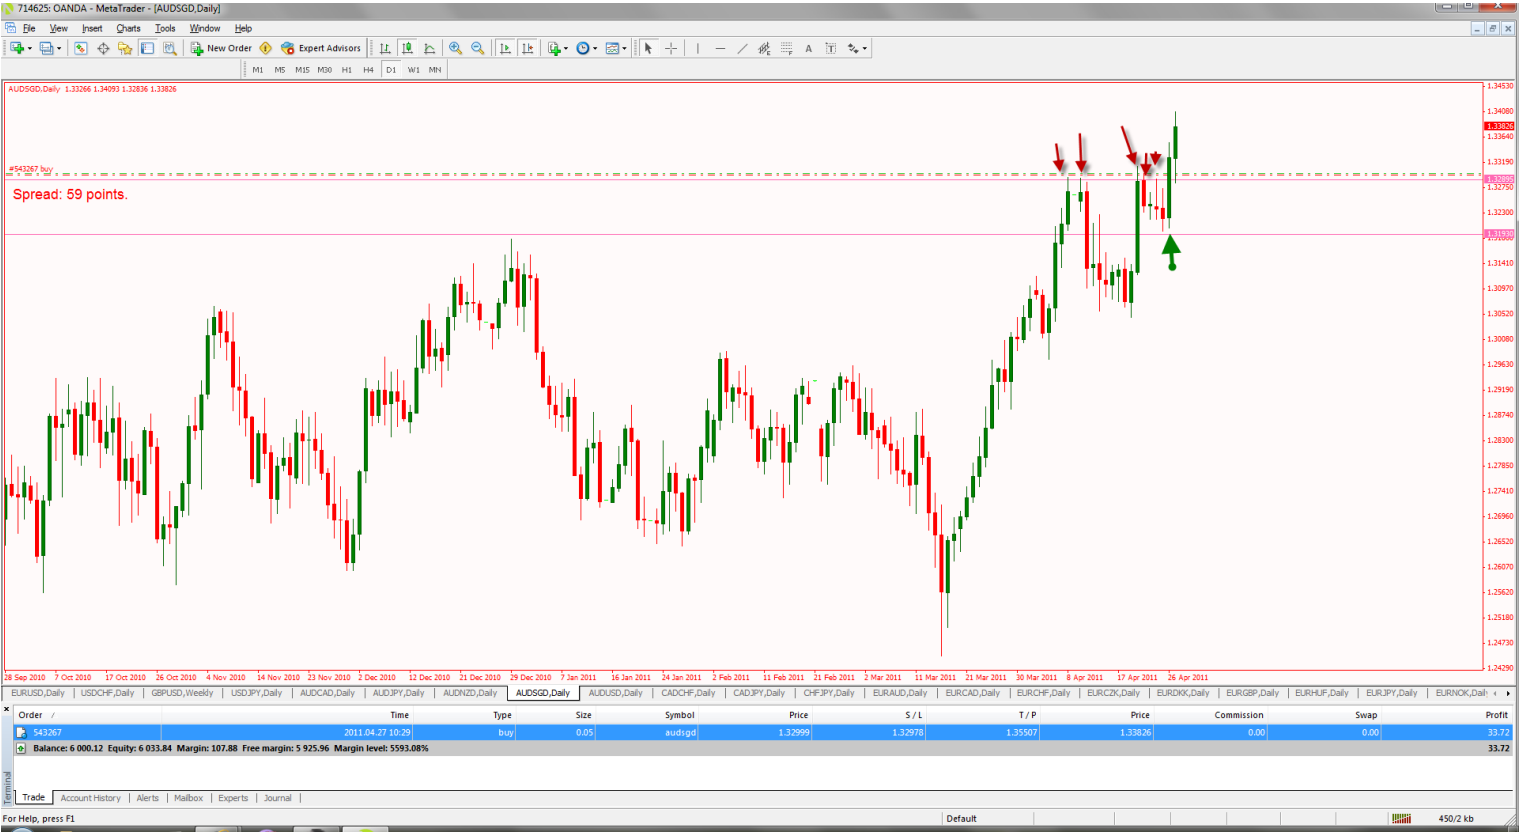 714625: OANDA - MetaTrader - [AUDSGD,Daily]
File View Insert Charts Tools Window Help
New Order Expert Advisors A T
M1 M5 M15 M30 H1 H4 D1 W1 MN
AUDSGD,Daily 1.33266 1.34093 1.32836 1.33826
1.34530
1.34080
1.33826
1.33640
1.33190
#543267 buy
1.32995
1.32750
Spread: 59 points.
1.32300
1.31930
1.31410
1.30970
1.30520
1.30080
1.29630
1.29190
1.28740
1.28300
1.27850
1.27410
1.26960
1.26520
1.26070
1.25620
1.25180
1.24730
1.24290
28 Sep 2010 7 Oct 2010 17 Oct 2010 26 Oct 2010 4 Nov 2010 14 Nov 2010 23 Nov 2010 2 Dec 2010 12 Dec 2010 21 Dec 2010 29 Dec 2010 7 Jan 2011 16 Jan 2011 24 Jan 2011 2 Feb 2011 11 Feb 2011 21 Feb 2011 2 Mar 2011 11 Mar 2011 21 Mar 2011 30 Mar 2011 8 Apr 2011 17 Apr 2011 26 Apr 2011
EURUSD,Daily USDCHF,Daily GBPUSD,Weekly USDJPY,Daily AUDCAD,Daily AUDJPY,Daily AUDNZD,Daily AUDSGD,Daily AUDUSD,Daily CADCHF,Daily CADJPY,Daily CHFJPY,Daily EURAUD,Daily EURCAD,Daily EURCHF,Daily EURCZK,Daily EURDKK,Daily EURGBP,Daily EURHUF,Daily EURJPY,Daily EURNOK,Daily
Order / Time Type Size Symbol Price S / L T / P Price Commission Swap Profit
543267 2011.04.27 10:29 buy 0.05 audsgd 1.32999 1.32978 1.35507 1.33826 0.00 0.00 33.72
Balance: 6 000.12 Equity: 6 033.84 Margin: 107.88 Free margin: 5 925.96 Margin level: 5593.08% 33.72
Terminal
Trade Account History Alerts Mailbox Experts Journal
For Help, press F1 Default 450/2 kb